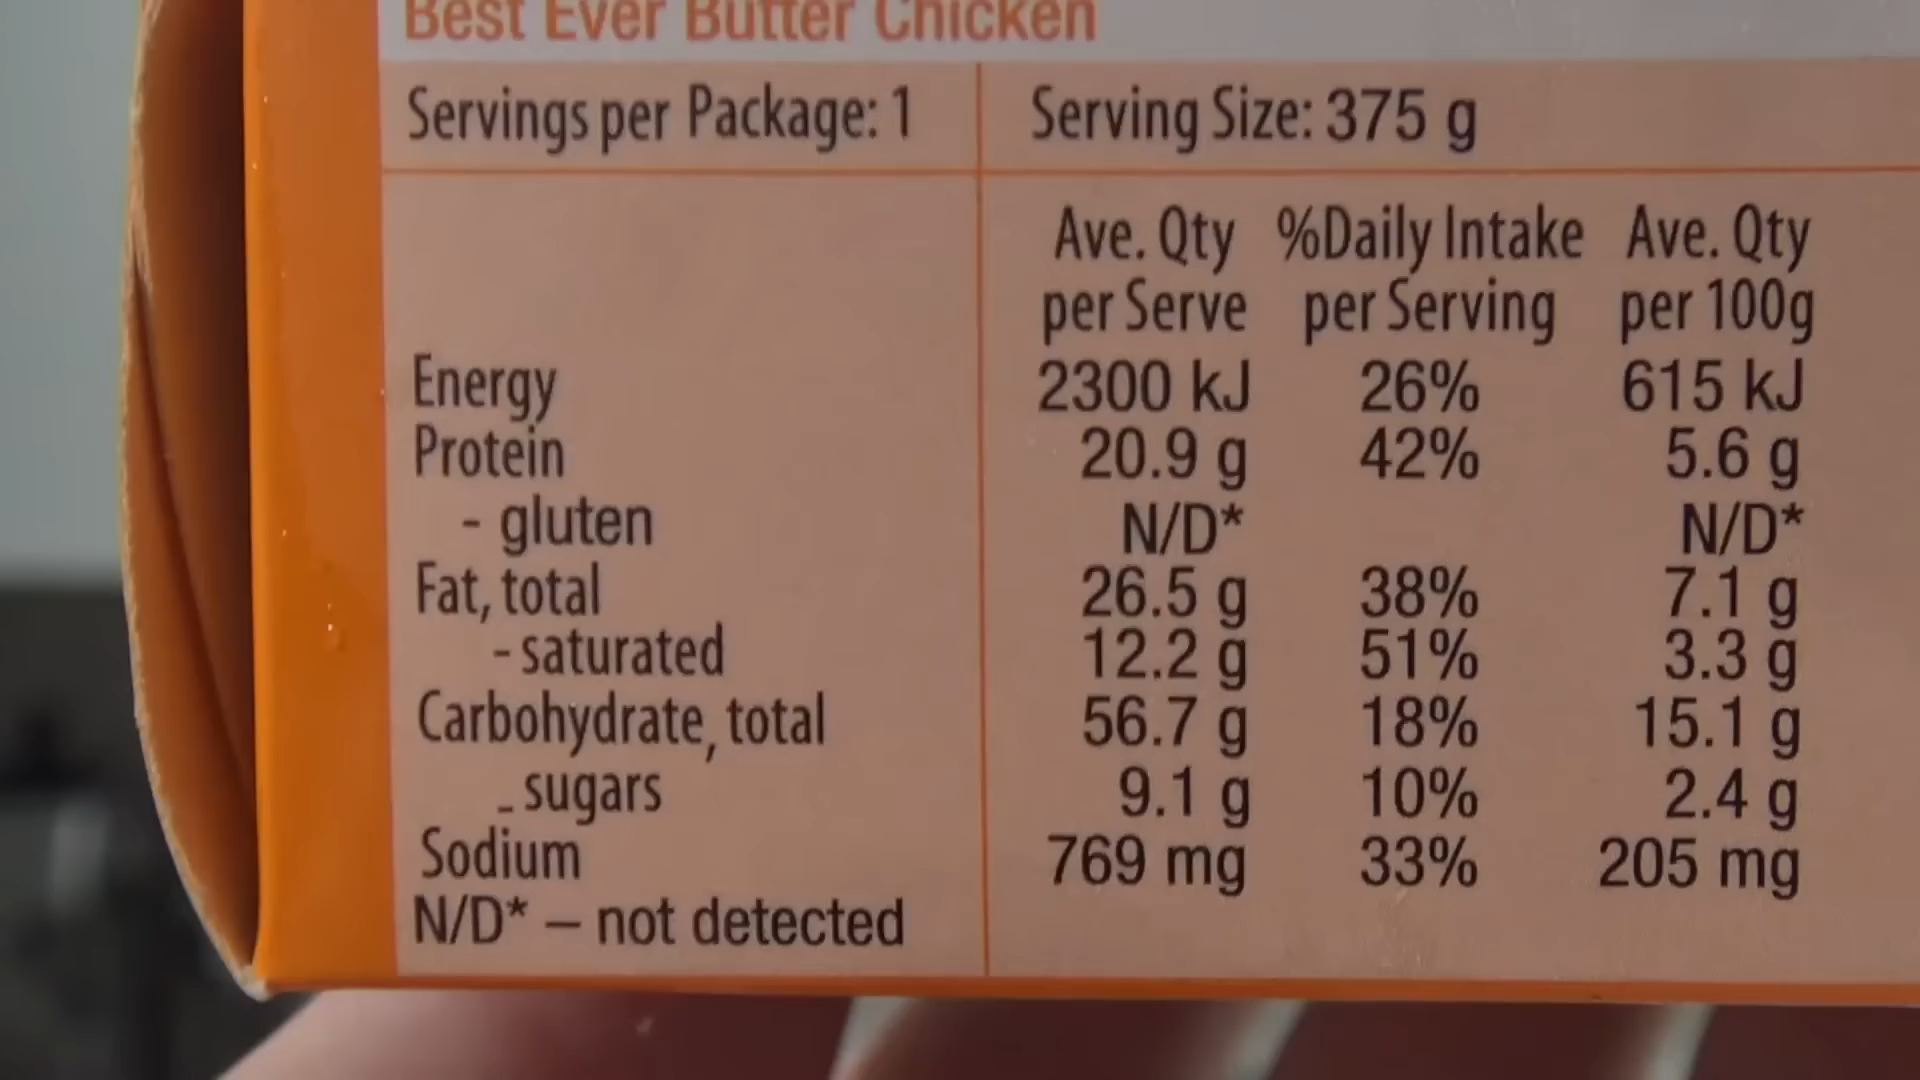 Best Ever Butter Chicken
Servings per Package: 1 Serving Size: 375 g
Ave. Qty %Daily Intake Ave. Qty
per Serve per Serving per 100g
Energy 2300 kJ 26% 615 kJ
Protein 20.9 g 42% 5.6 g
- gluten N/D* N/D*
Fat, total 26.5 g 38% 7.1 g
- saturated 12.2 g 51% 3.3 g
Carbohydrate, total 56.7 g 18% 15.1 g
- sugars 9.1 g 10% 2.4 g
Sodium 769 mg 33% 205 mg
N/D* – not detected